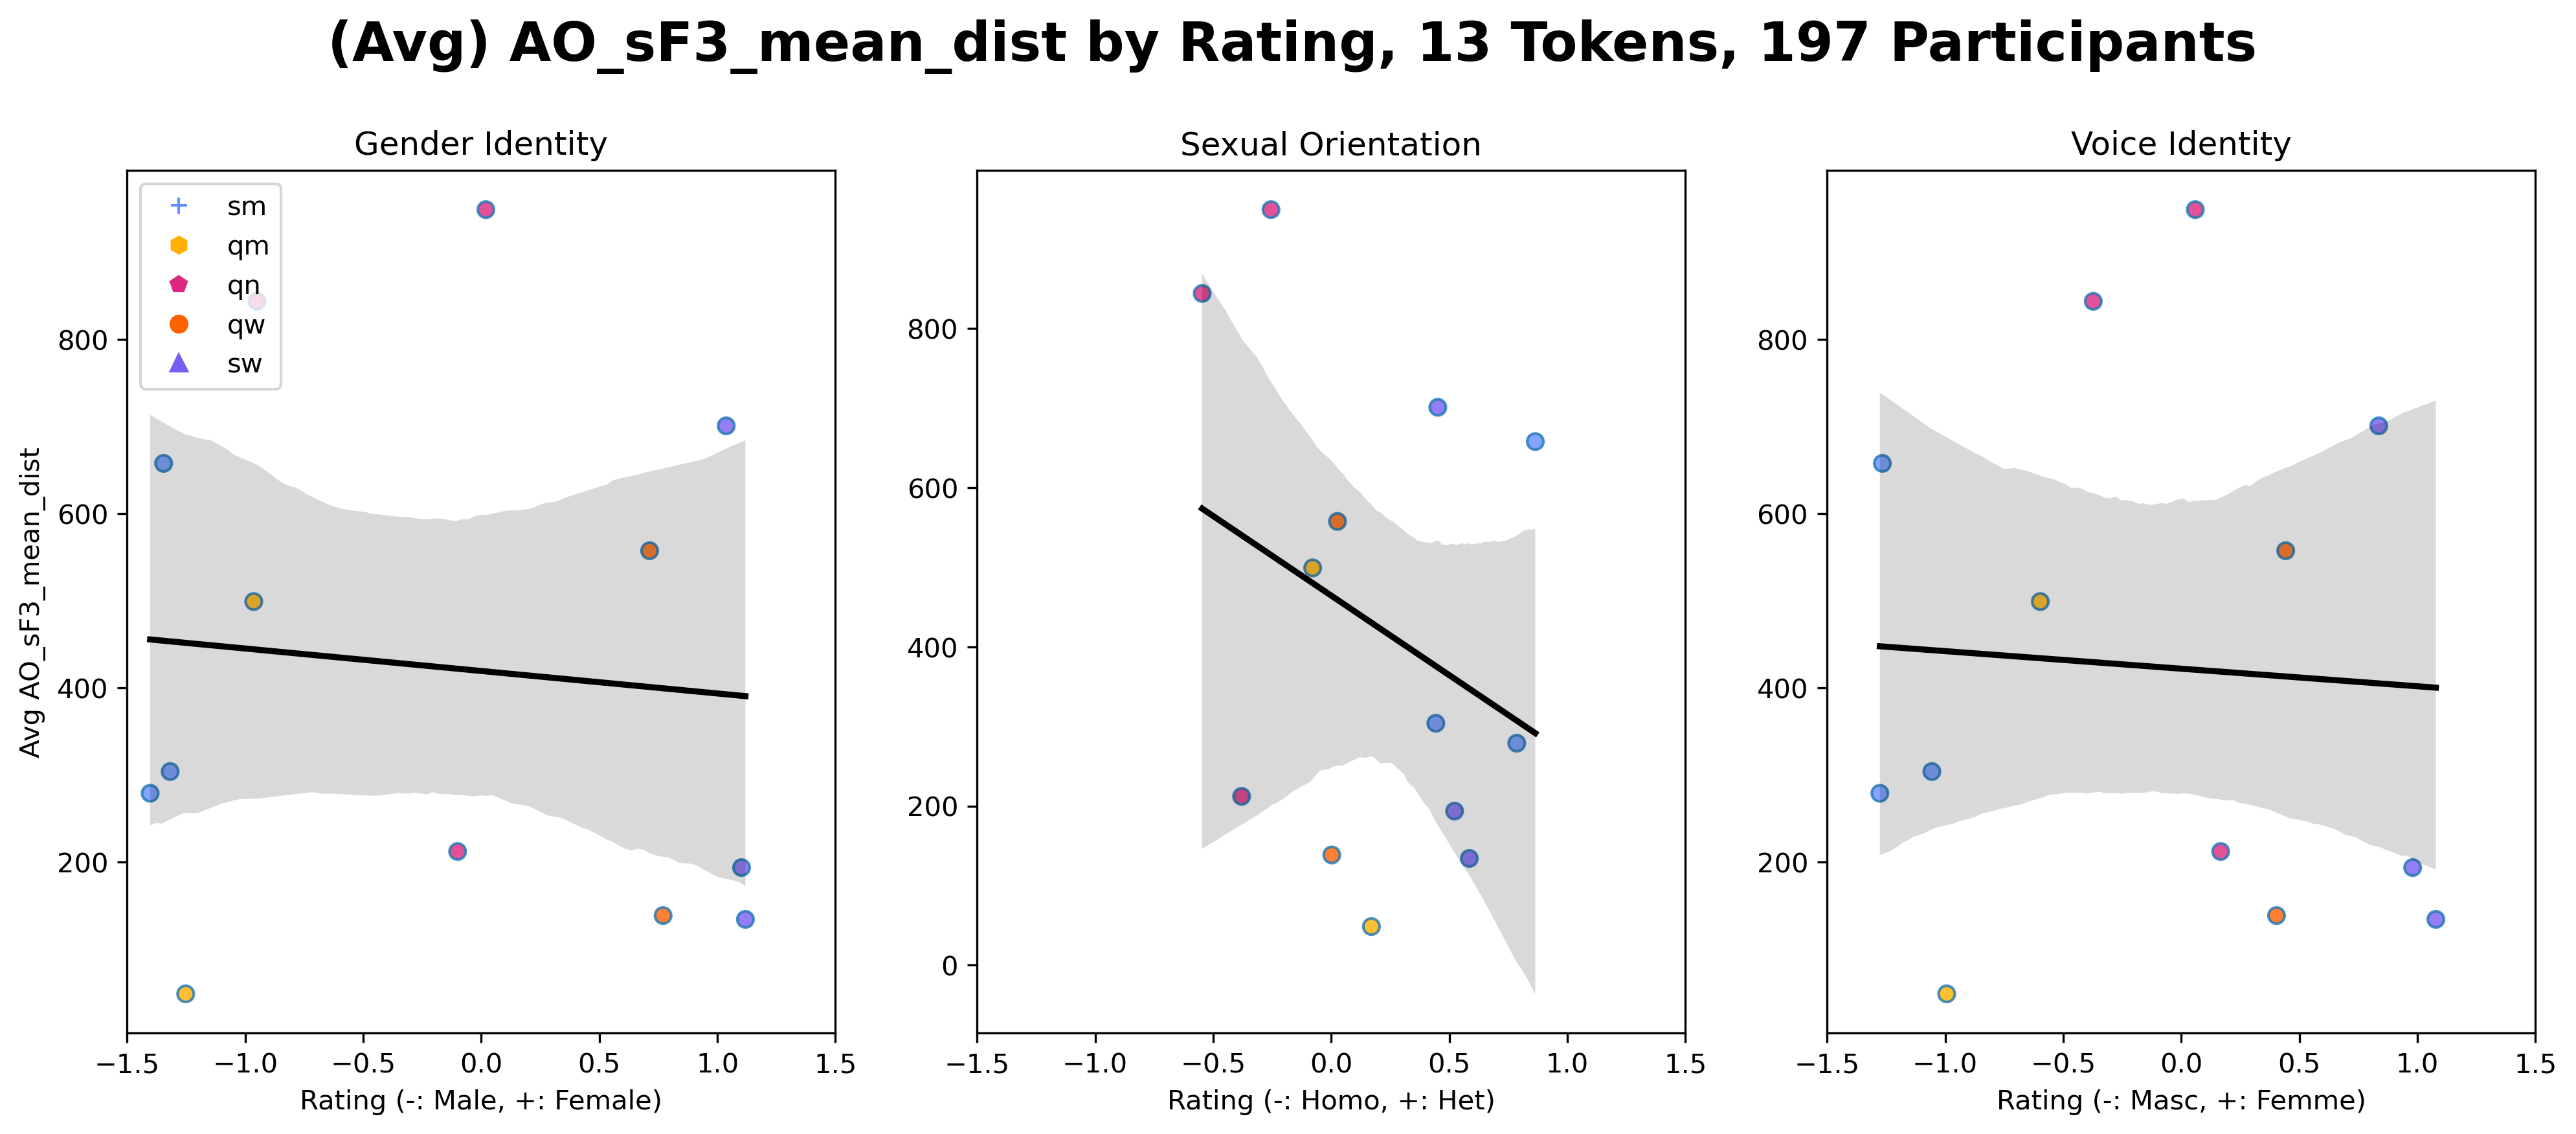 (Avg) AO_sF3_mean_dist by Rating, 13 Tokens, 197 Participants
Gender Identity
Sexual Orientation
Voice Identity
sm
qm
qn
qw
sw
Avg AO_sF3_mean_dist
800
600
400
200
−1.5 −1.0 −0.5 0.0 0.5 1.0 1.5
Rating (-: Male, +: Female)
800
600
400
200
0
−1.5 −1.0 −0.5 0.0 0.5 1.0 1.5
Rating (-: Homo, +: Het)
800
600
400
200
−1.5 −1.0 −0.5 0.0 0.5 1.0 1.5
Rating (-: Masc, +: Femme)